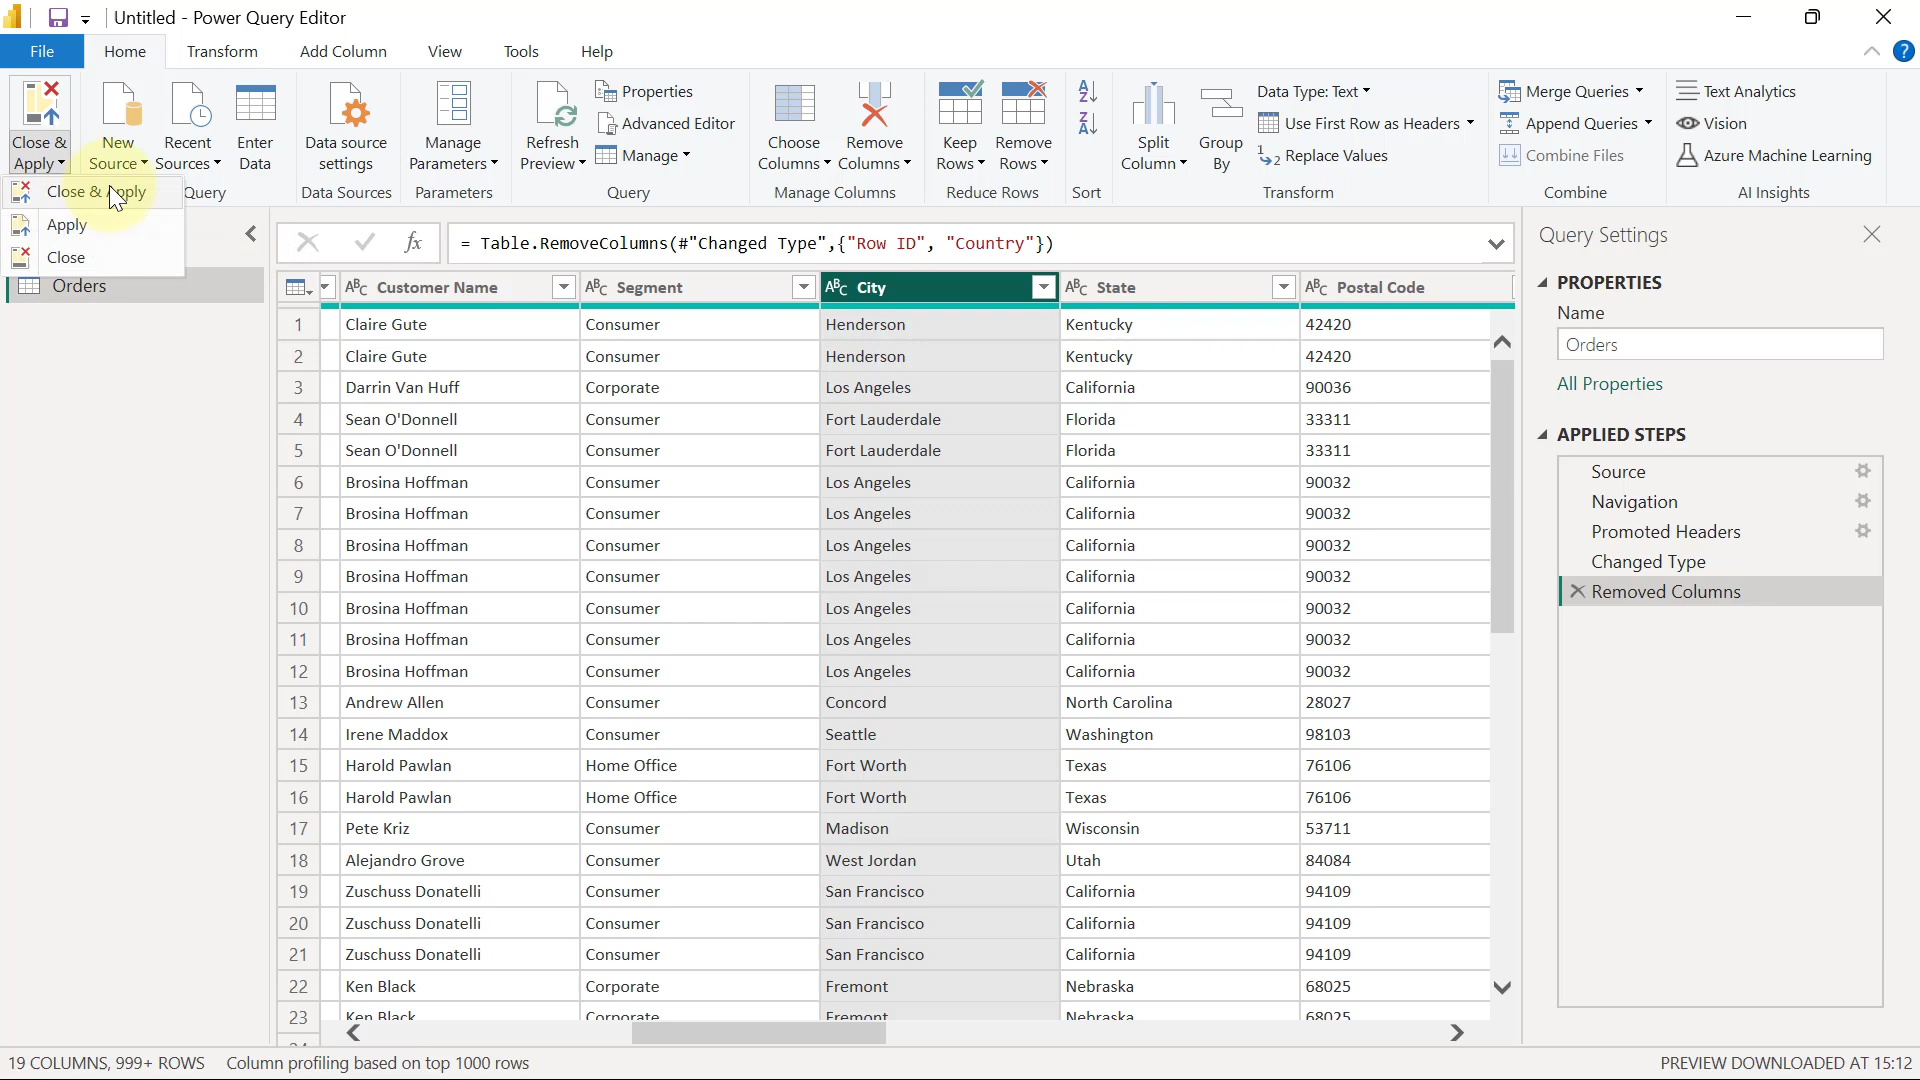 Untitled - Power Query Editor
File Home Transform Add Column View Tools Help
Close & Apply
New Source
Recent Sources
Enter Data
Data source settings
Manage Parameters
Refresh Preview
Properties
Advanced Editor
Manage
Choose Columns
Remove Columns
Keep Rows
Remove Rows
Split Column
Group By
Data Type: Text
Use First Row as Headers
Replace Values
Merge Queries
Append Queries
Combine Files
Text Analytics
Vision
Azure Machine Learning
Query Data Sources Parameters Query Manage Columns Reduce Rows Sort Transform Combine AI Insights
Close & Apply
Apply
Close
Orders
fx = Table.RemoveColumns(#"Changed Type",{"Row ID", "Country"})
ABC Customer Name ABC Segment ABC City ABC State ABC Postal Code
1 Claire Gute Consumer Henderson Kentucky 42420
2 Claire Gute Consumer Henderson Kentucky 42420
3 Darrin Van Huff Corporate Los Angeles California 90036
4 Sean O'Donnell Consumer Fort Lauderdale Florida 33311
5 Sean O'Donnell Consumer Fort Lauderdale Florida 33311
6 Brosina Hoffman Consumer Los Angeles California 90032
7 Brosina Hoffman Consumer Los Angeles California 90032
8 Brosina Hoffman Consumer Los Angeles California 90032
9 Brosina Hoffman Consumer Los Angeles California 90032
10 Brosina Hoffman Consumer Los Angeles California 90032
11 Brosina Hoffman Consumer Los Angeles California 90032
12 Brosina Hoffman Consumer Los Angeles California 90032
13 Andrew Allen Consumer Concord North Carolina 28027
14 Irene Maddox Consumer Seattle Washington 98103
15 Harold Pawlan Home Office Fort Worth Texas 76106
16 Harold Pawlan Home Office Fort Worth Texas 76106
17 Pete Kriz Consumer Madison Wisconsin 53711
18 Alejandro Grove Consumer West Jordan Utah 84084
19 Zuschuss Donatelli Consumer San Francisco California 94109
20 Zuschuss Donatelli Consumer San Francisco California 94109
21 Zuschuss Donatelli Consumer San Francisco California 94109
22 Ken Black Corporate Fremont Nebraska 68025
23 Ken Black Corporate Fremont Nebraska 68025
Query Settings
PROPERTIES
Name
Orders
All Properties
APPLIED STEPS
Source
Navigation
Promoted Headers
Changed Type
Removed Columns
19 COLUMNS, 999+ ROWS Column profiling based on top 1000 rows PREVIEW DOWNLOADED AT 15:12